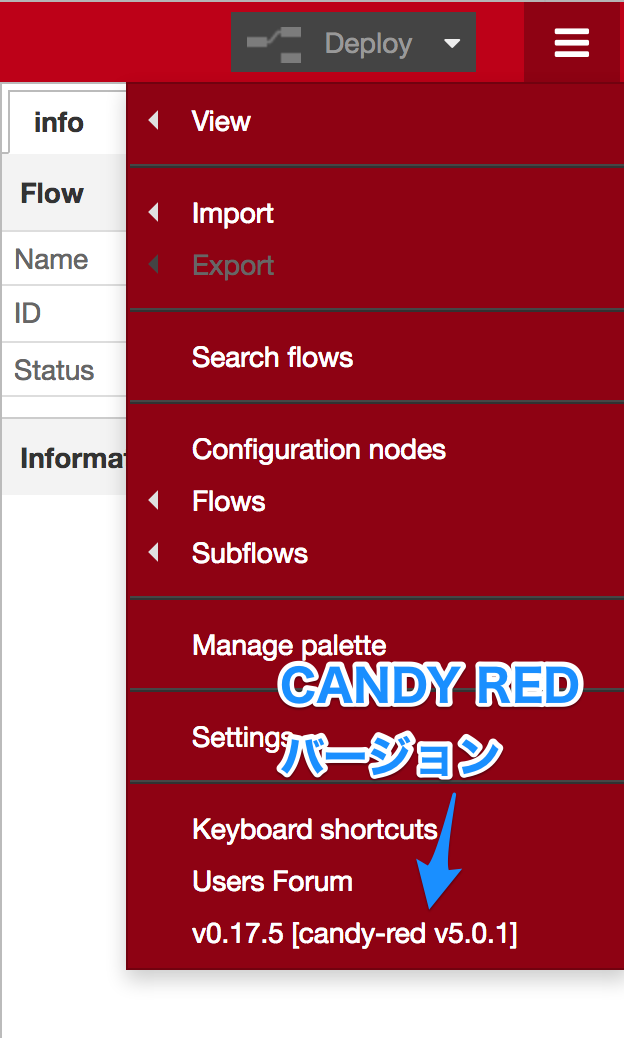 Deploy
info
Flow
Name
ID
Status
View
Import
Export
Search flows
Configuration nodes
Flows
Subflows
Manage palette
CANDY RED
Settings
バージョン
Keyboard shortcuts
Users Forum
v0.17.5 [candy-red v5.0.1]